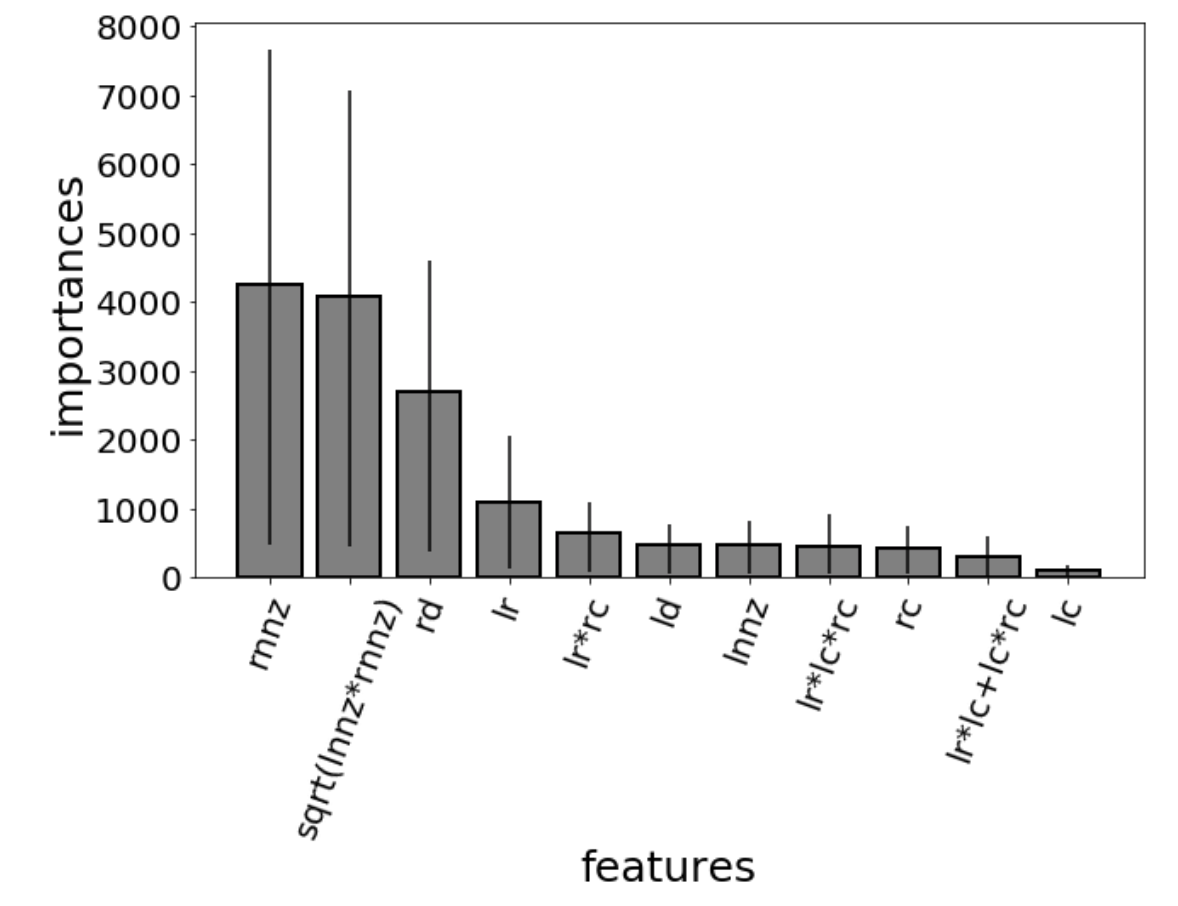 8000
7000
6000
5000
4000
3000
2000
1000
0
importances
rnnz
sqrt(lnnz*rnnz)
rd
lr
lr*rc
ld
lnnz
lr*lc*rc
rc
lr*lc+lc*rc
lc
features